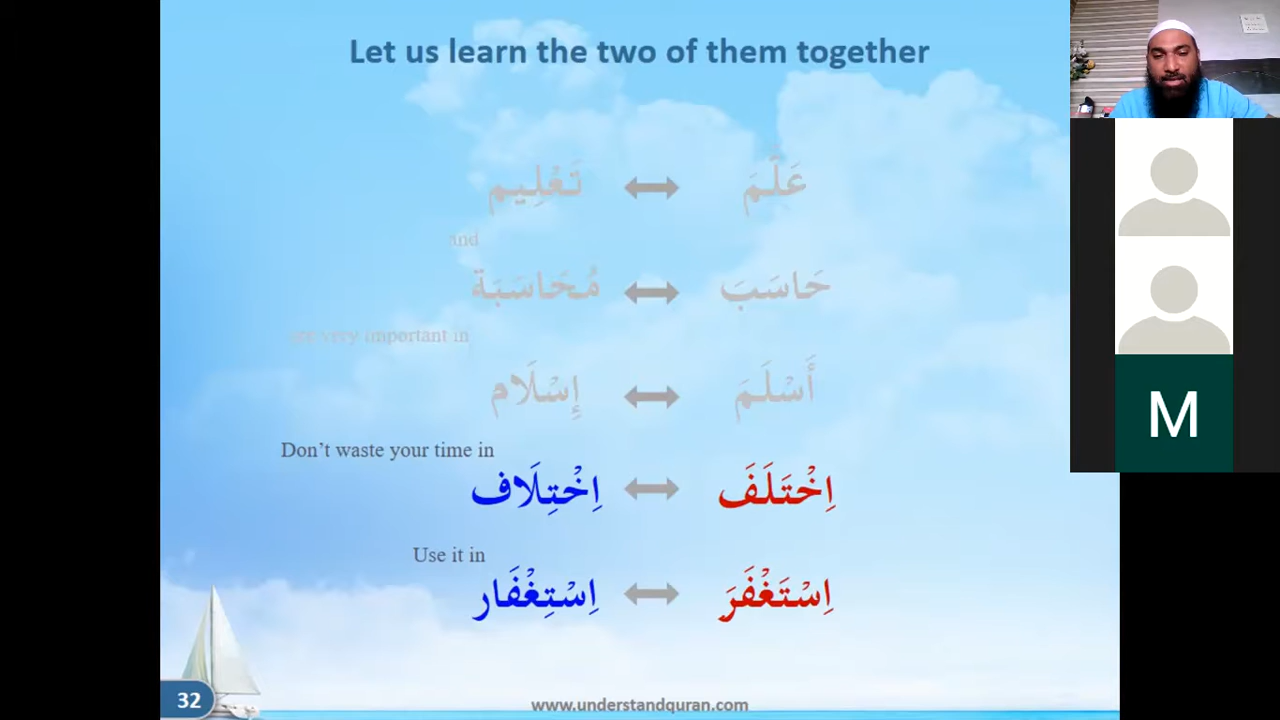 Let us learn the two of them together
عَلَّمَ ↔ تَعْلِيم
and
حَاسَبَ ↔ مُحَاسَبَة
very important in
أَسْلَمَ ↔ إِسْلَام
Don't waste your time in
اِخْتَلَفَ ↔ اِخْتِلَاف
Use it in
اِسْتَغْفَرَ ↔ اِسْتِغْفَار
32
www.understandquran.com
M